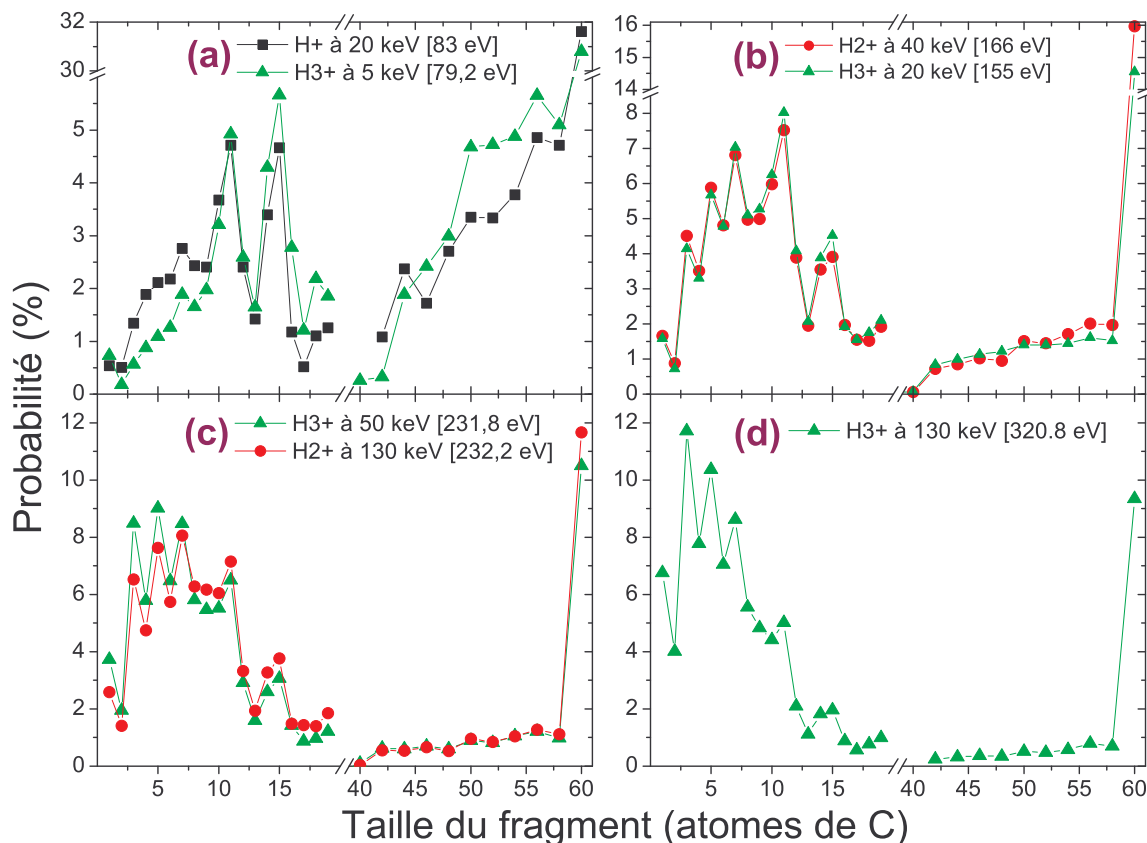 (a)
H+ à 20 keV [83 eV]
H3+ à 5 keV [79,2 eV]
32
30
5
4
3
2
1
0
(b)
H2+ à 40 keV [166 eV]
H3+ à 20 keV [155 eV]
16
15
14
8
7
6
5
4
3
2
1
0
(c)
H3+ à 50 keV [231,8 eV]
H2+ à 130 keV [232,2 eV]
12
10
8
6
4
2
0
5 10 15 40 45 50 55 60
(d)
H3+ à 130 keV [320.8 eV]
12
10
8
6
4
2
0
5 10 15 40 45 50 55 60
Probabilité (%)
Taille du fragment (atomes de C)